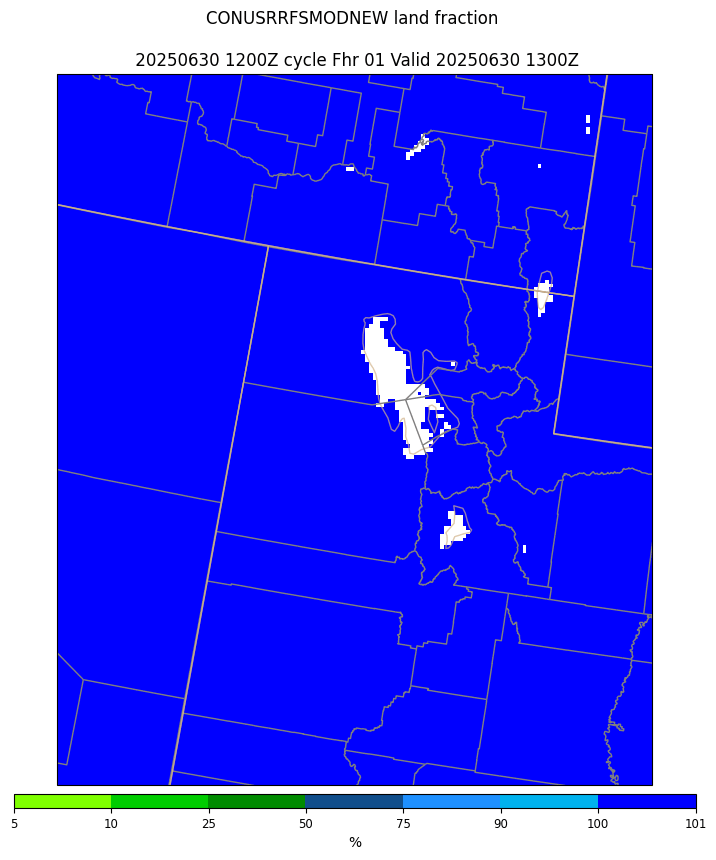 CONUSRRFSMODNEW land fraction
20250630 1200Z cycle Fhr 01 Valid 20250630 1300Z
5 10 25 50 75 90 100 101
%